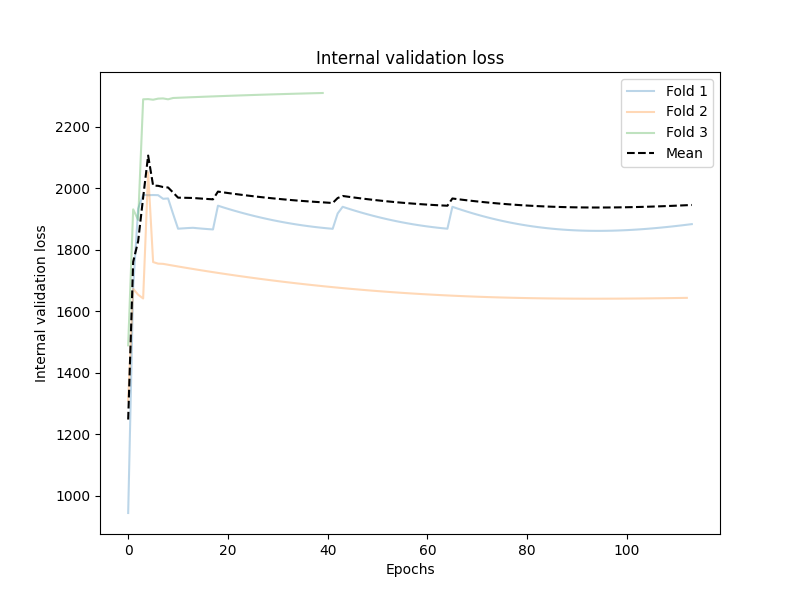 Internal validation loss
Fold 1
Fold 2
Fold 3
Mean
Internal validation loss
2200
2000
1800
1600
1400
1200
1000
0 20 40 60 80 100
Epochs